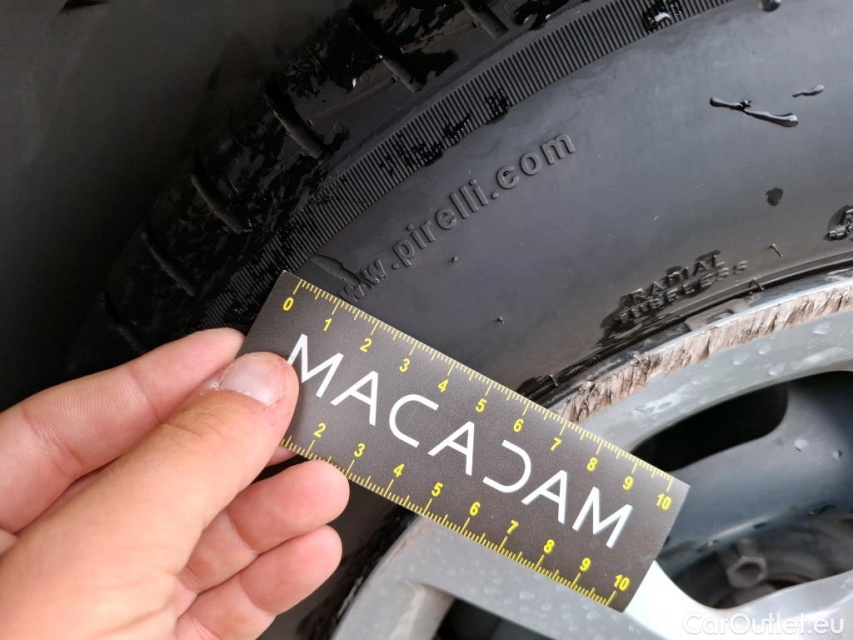 www.pirelli.com
RADIAL
TUBELESS
0 1 2 3 4 5 6 7 8 9 10
MACADAM
2 3 4 5 6 7 8 9 10
CarOutlet.eu